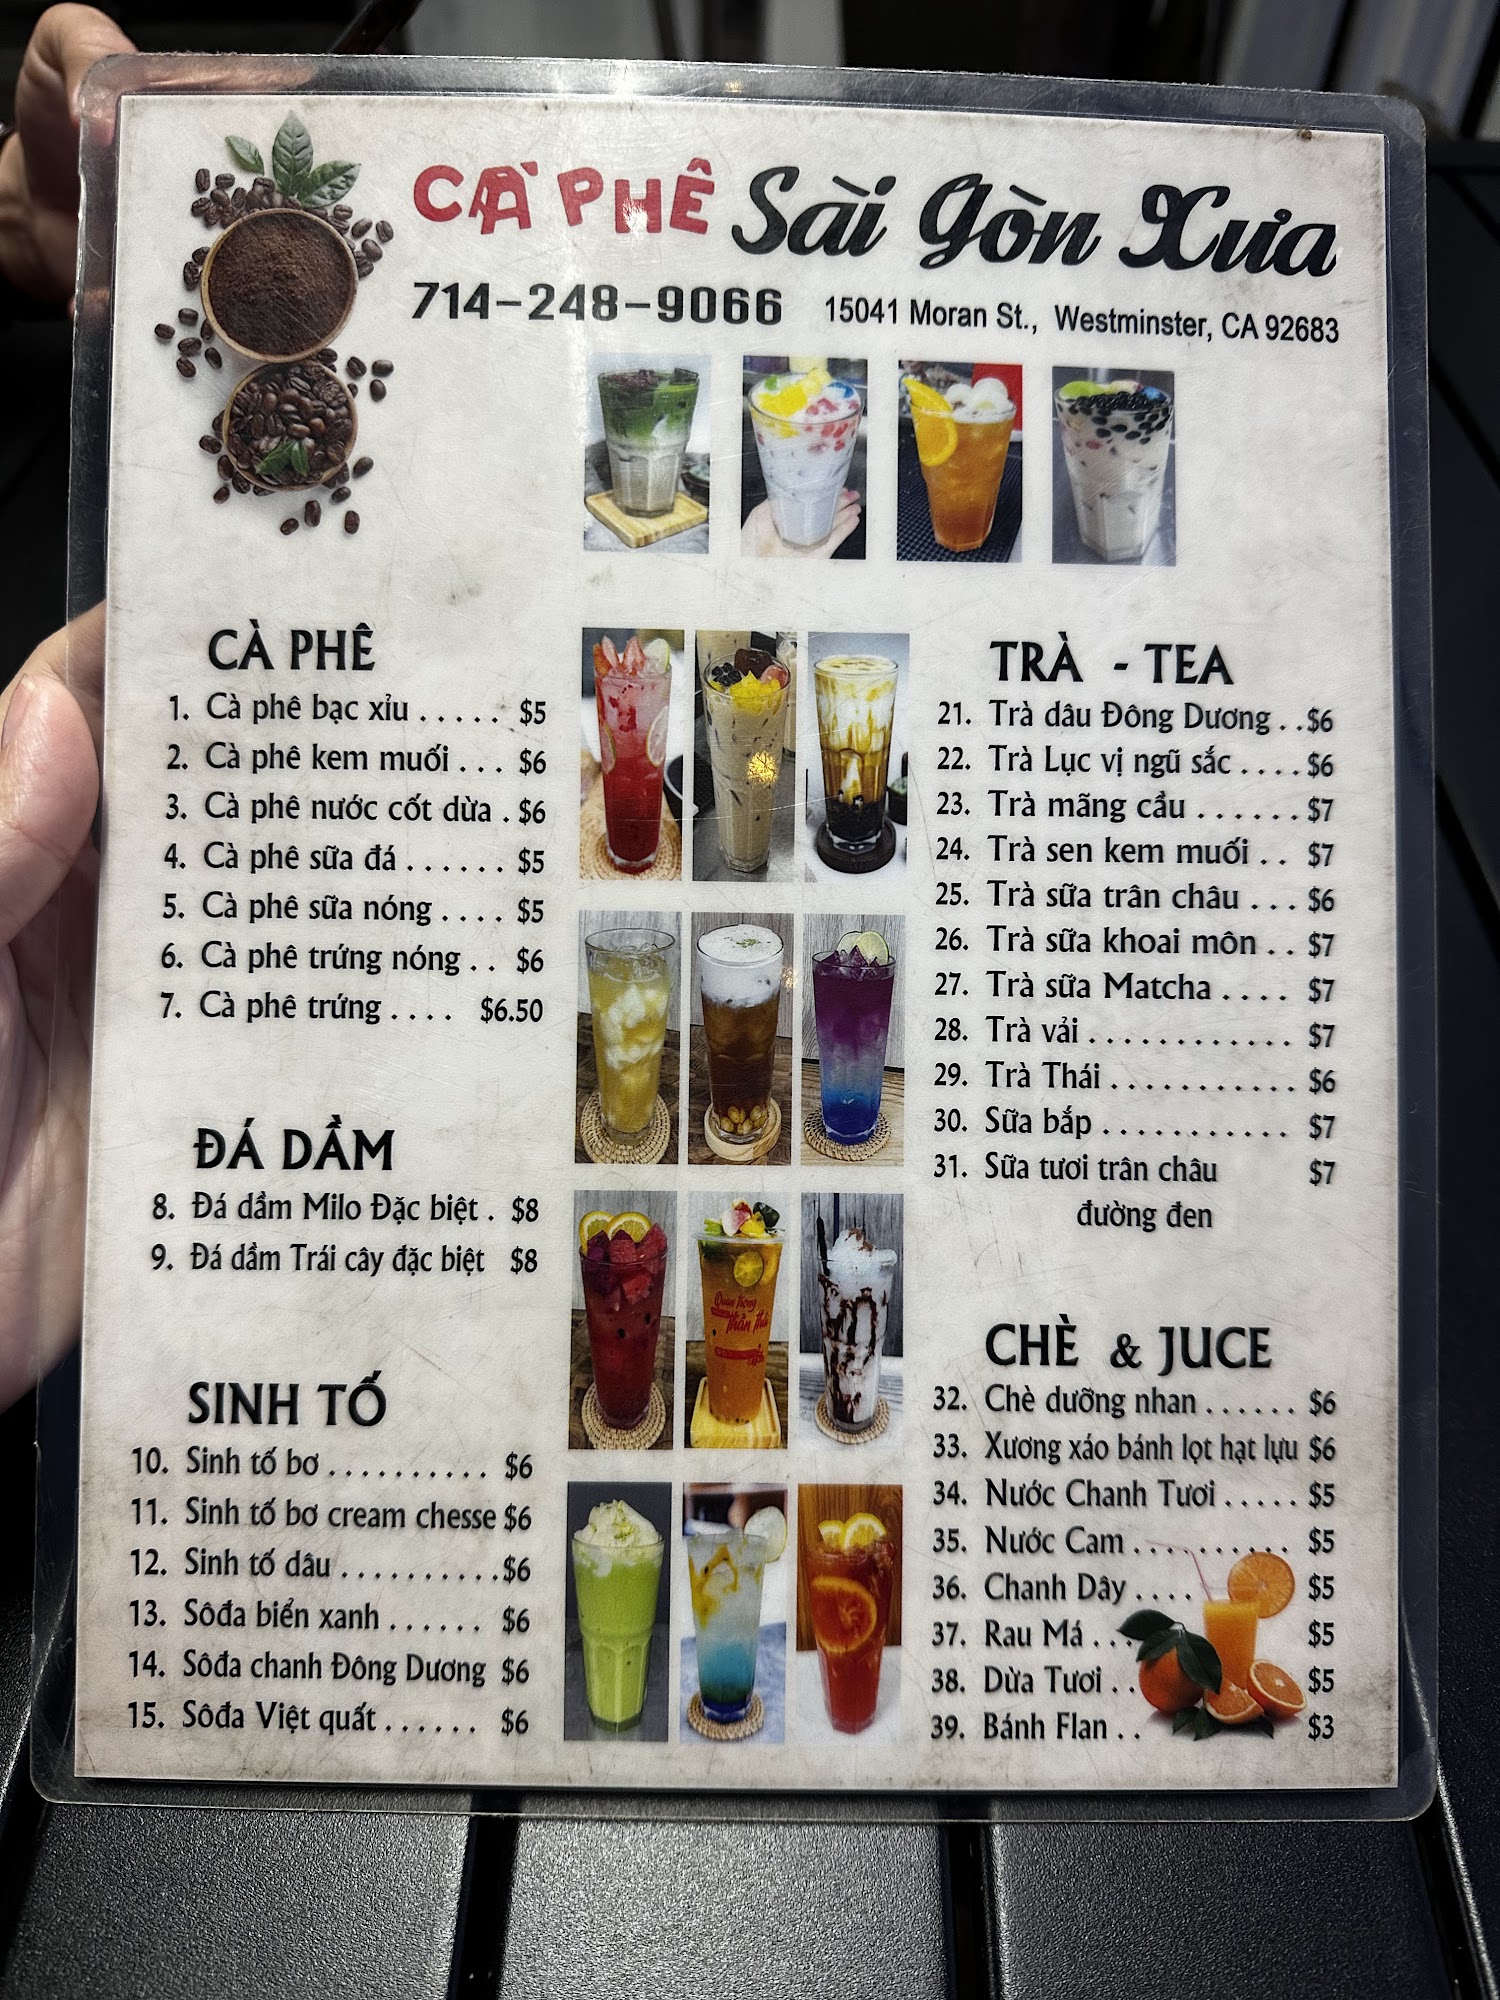 CÀ PHÊ Sài Gòn Xưa
714-248-9066 15041 Moran St., Westminster, CA 92683
CÀ PHÊ
1. Cà phê bạc xỉu . . . . . $5
2. Cà phê kem muối . . . $6
3. Cà phê nước cốt dừa . $6
4. Cà phê sữa đá . . . . . . $5
5. Cà phê sữa nóng . . . . $5
6. Cà phê trứng nóng . . $6
7. Cà phê trứng . . . . $6.50
ĐÁ DẦM
8. Đá dầm Milo Đặc biệt . $8
9. Đá dầm Trái cây đặc biệt $8
SINH TỐ
10. Sinh tố bơ . . . . . . . . . . $6
11. Sinh tố bơ cream chesse $6
12. Sinh tố dâu . . . . . . . . . . $6
13. Sôđa biển xanh . . . . . . $6
14. Sôđa chanh Đông Dương $6
15. Sôđa Việt quất . . . . . . $6
TRÀ - TEA
21. Trà dâu Đông Dương . . $6
22. Trà Lục vị ngũ sắc . . . . $6
23. Trà mãng cầu . . . . . . $7
24. Trà sen kem muối . . $7
25. Trà sữa trân châu . . . $6
26. Trà sữa khoai môn . . $7
27. Trà sữa Matcha . . . . $7
28. Trà vải . . . . . . . . . . . . $7
29. Trà Thái . . . . . . . . . . . $6
30. Sữa bắp . . . . . . . . . . . $7
31. Sữa tươi trân châu $7
đường đen
CHÈ & JUCE
32. Chè dưỡng nhan . . . . . . $6
33. Xương xáo bánh lọt hạt lựu $6
34. Nước Chanh Tươi . . . . . $5
35. Nước Cam . . . . . . . . . . $5
36. Chanh Dây . . . . $5
37. Rau Má . . . $5
38. Dừa Tươi . . $5
39. Bánh Flan . . $3